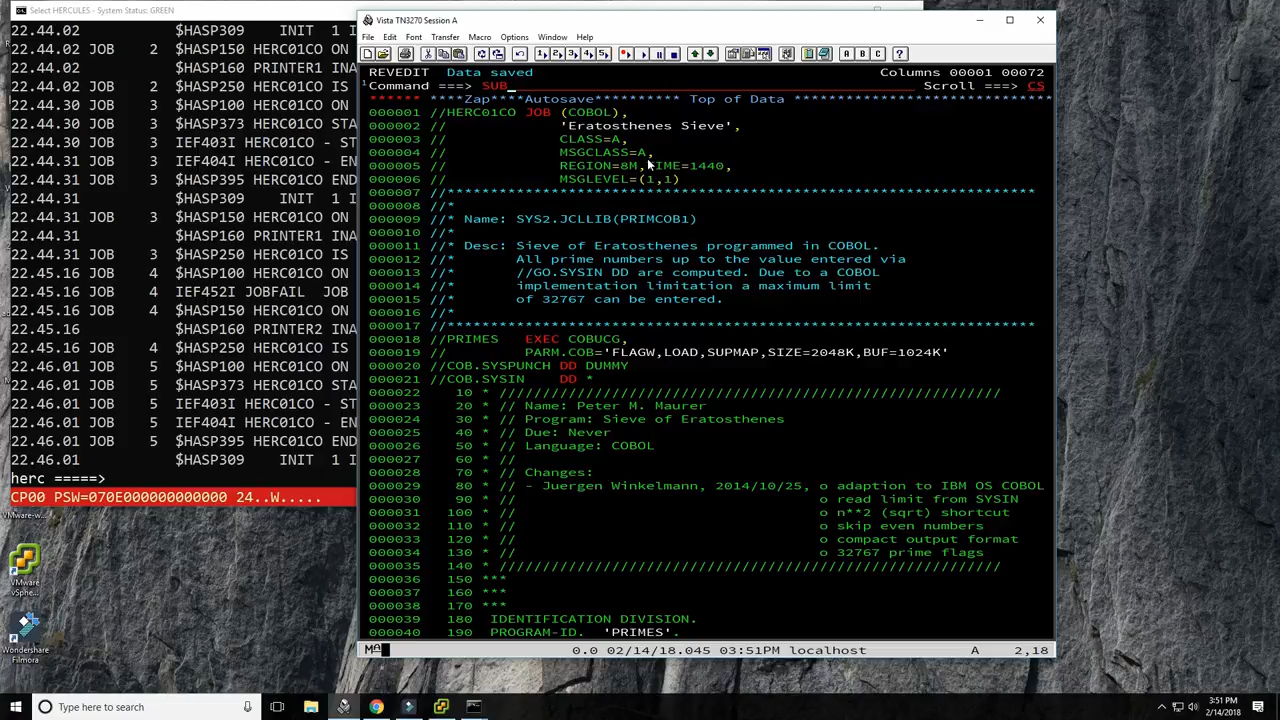 Select HERCULES - System Status: GREEN
22.44.02 $HASP309 INIT 1 I
22.44.02 JOB 2 $HASP150 HERC01CO ON
22.44.02 $HASP160 PRINTER1 INA
22.44.02 JOB 2 $HASP250 HERC01CO IS
22.44.30 JOB 3 $HASP100 HERC01CO ON
22.44.30 JOB 3 $HASP373 HERC01CO STA
22.44.30 JOB 3 IEF403I HERC01CO - ST
22.44.31 JOB 3 IEF404I HERC01CO - EN
22.44.31 JOB 3 $HASP395 HERC01CO END
22.44.31 $HASP309 INIT 1 I
22.44.31 JOB 3 $HASP150 HERC01CO ON
22.44.31 $HASP160 PRINTER1 INA
22.44.31 JOB 3 $HASP250 HERC01CO IS
22.45.16 JOB 4 $HASP100 HERC01CO ON
22.45.16 JOB 4 IEF452I JOBFAIL JOB
22.45.16 JOB 4 $HASP150 HERC01CO ON
22.45.16 $HASP160 PRINTER2 INA
22.45.16 JOB 4 $HASP250 HERC01CO IS
22.46.01 JOB 5 $HASP100 HERC01CO ON
22.46.01 JOB 5 $HASP373 HERC01CO STA
22.46.01 JOB 5 IEF403I HERC01CO - ST
22.46.01 JOB 5 IEF404I HERC01CO - EN
22.46.01 JOB 5 $HASP395 HERC01CO END
22.46.01 $HASP309 INIT 1 I
herc =====>
CP00 PSW=070E000000000000 24..W.....
Vista TN3270 Session A
File Edit Font Transfer Macro Options Window Help
A B C ?
REVEDIT Data saved Columns 00001 00072
Command ===> SUB_ Scroll ===> CS
****** ****Zap****Autosave********** Top of Data *******************************
000001 //HERC01CO JOB (COBOL),
000002 // 'Eratosthenes Sieve',
000003 // CLASS=A,
000004 // MSGCLASS=A,
000005 // REGION=8M,TIME=1440,
000006 // MSGLEVEL=(1,1)
000007 //********************************************************************
000008 //*
000009 //* Name: SYS2.JCLLIB(PRIMCOB1)
000010 //*
000011 //* Desc: Sieve of Eratosthenes programmed in COBOL.
000012 //* All prime numbers up to the value entered via
000013 //* //GO.SYSIN DD are computed. Due to a COBOL
000014 //* implementation limitation a maximum limit
000015 //* of 32767 can be entered.
000016 //*
000017 //********************************************************************
000018 //PRIMES EXEC COBUCG,
000019 // PARM.COB='FLAGW,LOAD,SUPMAP,SIZE=2048K,BUF=1024K'
000020 //COB.SYSPUNCH DD DUMMY
000021 //COB.SYSIN DD *
000022 10 * //////////////////////////////////////////////////////////
000023 20 * // Name: Peter M. Maurer
000024 30 * // Program: Sieve of Eratosthenes
000025 40 * // Due: Never
000026 50 * // Language: COBOL
000027 60 * //
000028 70 * // Changes:
000029 80 * // - Juergen Winkelmann, 2014/10/25, o adaption to IBM OS COBOL
000030 90 * // o read limit from SYSIN
000031 100 * // o n**2 (sqrt) shortcut
000032 110 * // o skip even numbers
000033 120 * // o compact output format
000034 130 * // o 32767 prime flags
000035 140 * //////////////////////////////////////////////////////////
000036 150 ***
000037 160 ***
000038 170 ***
000039 180 IDENTIFICATION DIVISION.
000040 190 PROGRAM-ID. 'PRIMES'.
0.0 02/14/18.045 03:51PM localhost A 2,18
VMware-w...
VMware vSphe...
Wondershare Filmora
Type here to search
3:51 PM
2/14/2018